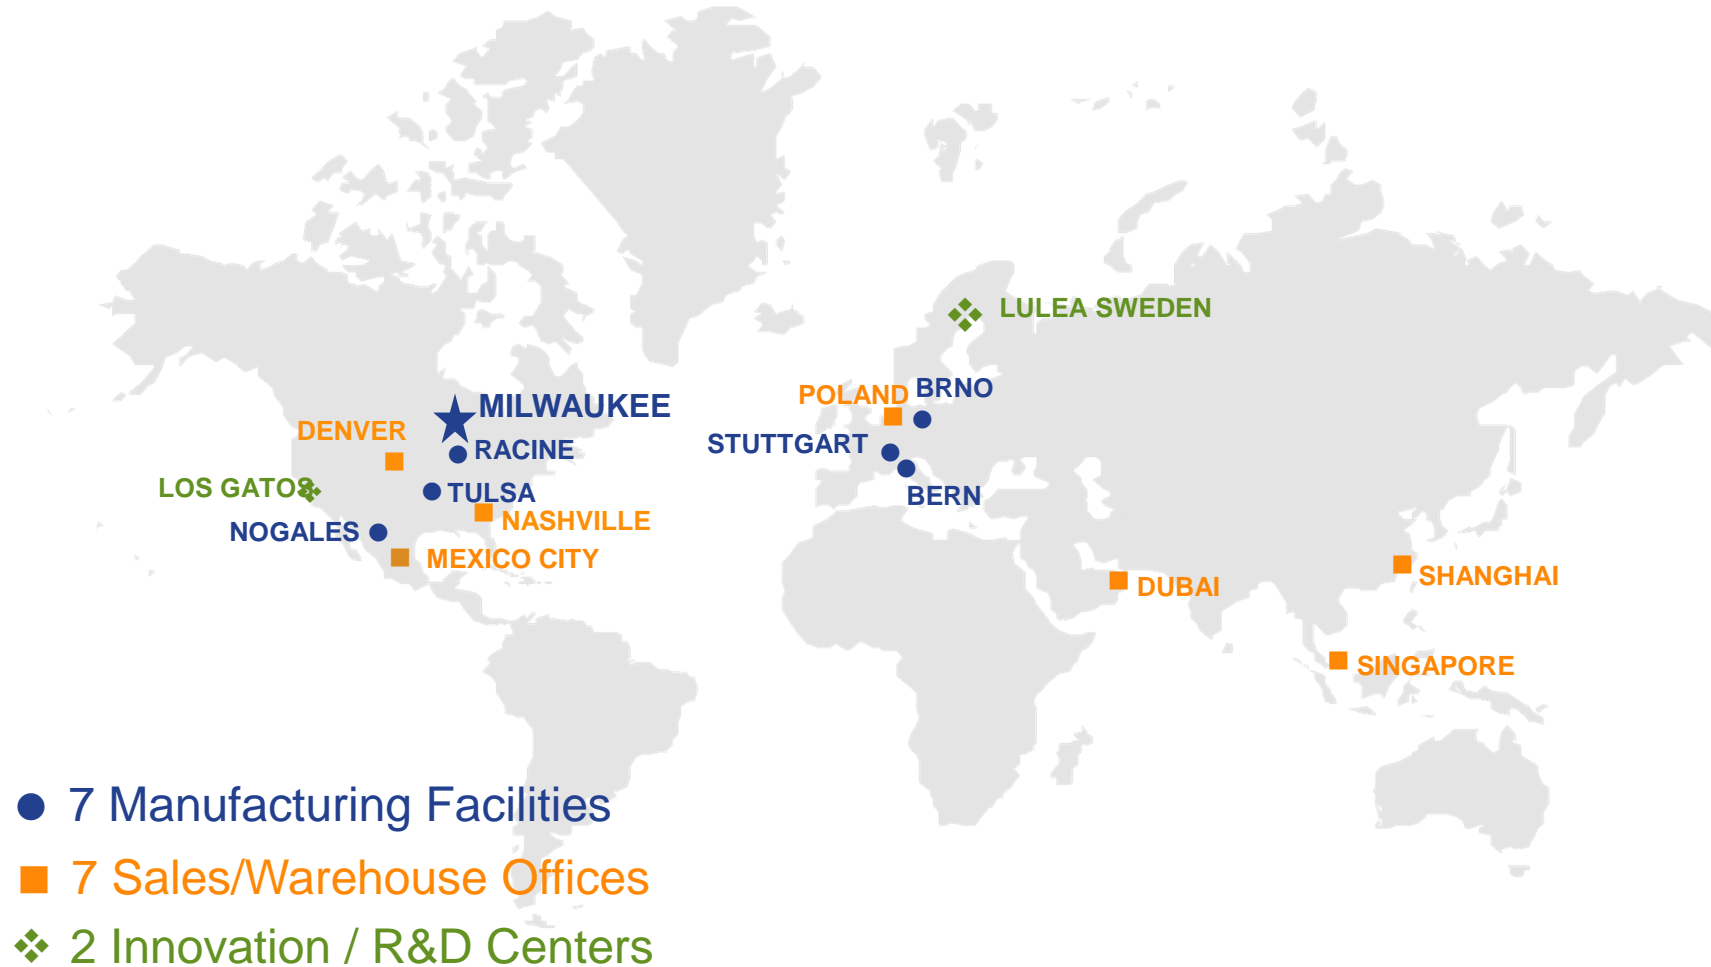 LULEA SWEDEN
POLAND
BRNO
MILWAUKEE
DENVER
STUTTGART
RACINE
LOS GATOS
TULSA
BERN
NASHVILLE
NOGALES
MEXICO CITY
SHANGHAI
DUBAI
SINGAPORE
7 Manufacturing Facilities
7 Sales/Warehouse Offices
2 Innovation / R&D Centers